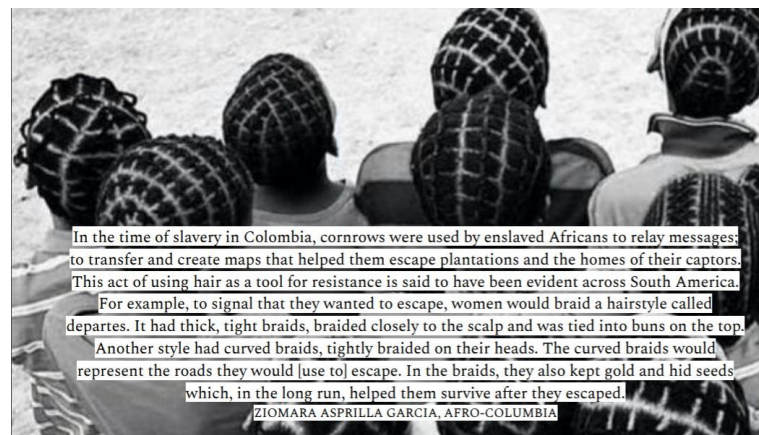 In the time of slavery in Colombia, cornrows were used by enslaved Africans to relay messages;
to transfer and create maps that helped them escape plantations and the homes of their captors.
This act of using hair as a tool for resistance is said to have been evident across South America.
For example, to signal that they wanted to escape, women would braid a hairstyle called
departes. It had thick, tight braids, braided closely to the scalp and was tied into buns on the top.
Another style had curved braids, tightly braided on their heads. The curved braids would
represent the roads they would [use to] escape. In the braids, they also kept gold and hid seeds
which, in the long run, helped them survive after they escaped.
ZIOMARA ASPRILLA GARCIA, AFRO-COLUMBIA